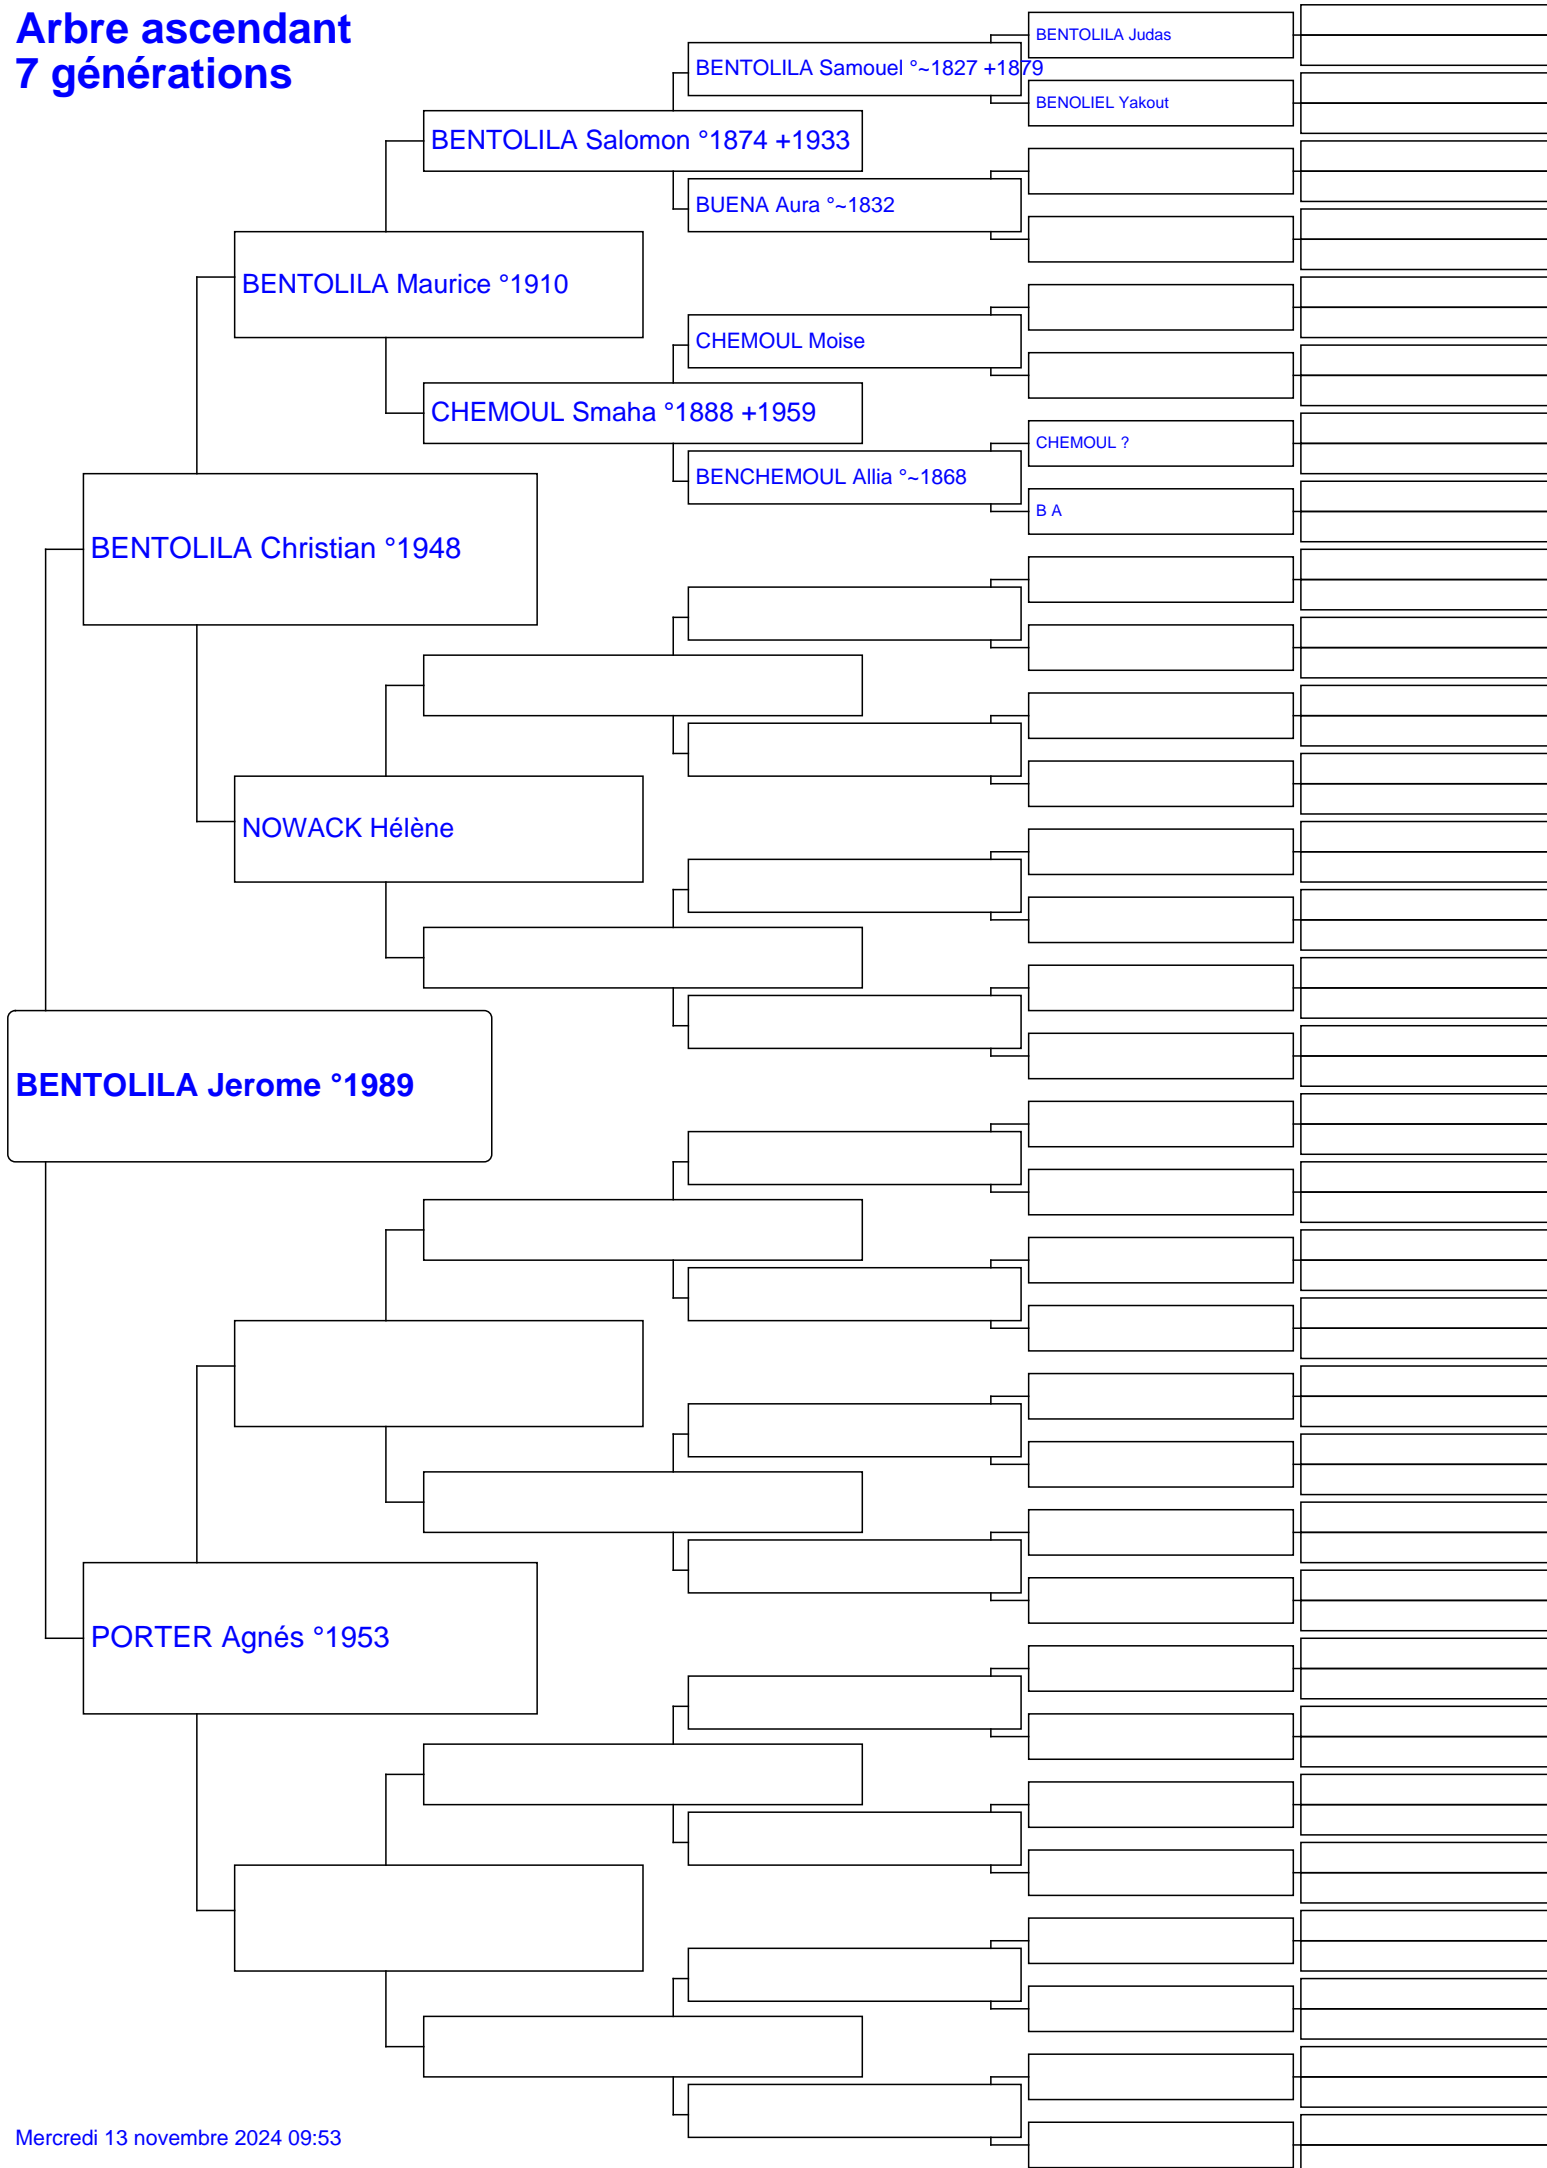 Arbre ascendant
7 générations
BENTOLILA Judas
BENTOLILA Samouel °~1827 +1879
BENOLIEL Yakout
BENTOLILA Salomon °1874 +1933
BUENA Aura °~1832
BENTOLILA Maurice °1910
CHEMOUL Moise
CHEMOUL Smaha °1888 +1959
CHEMOUL ?
BENCHEMOUL Allia °~1868
B A
BENTOLILA Christian °1948
NOWACK Hélène
BENTOLILA Jerome °1989
PORTER Agnés °1953
Mercredi 13 novembre 2024 09:53